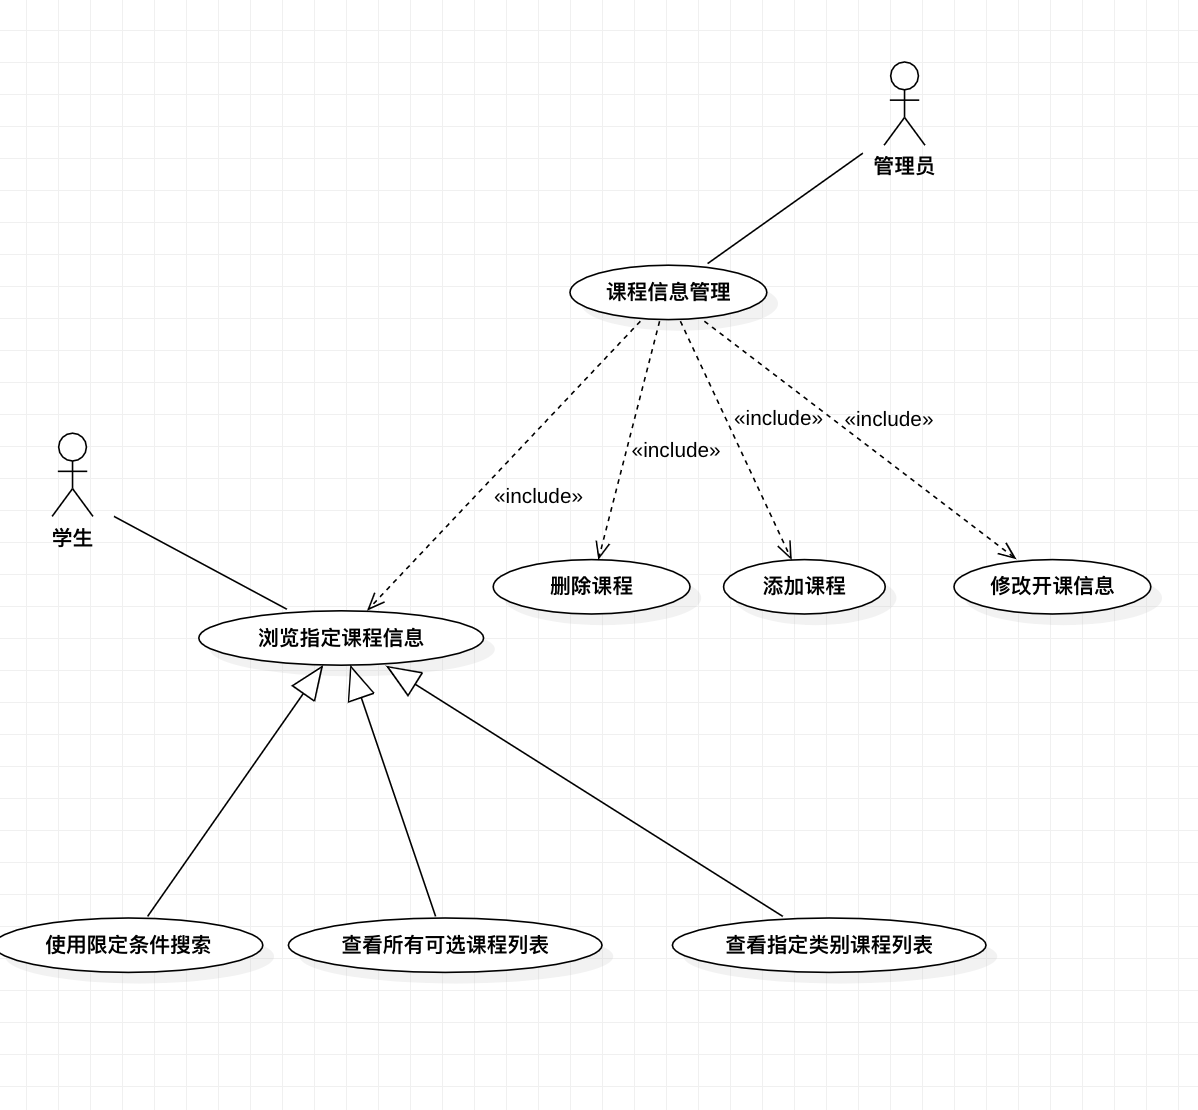 管理员
课程信息管理
«include»
«include»
«include»
«include»
学生
删除课程
添加课程
修改开课信息
浏览指定课程信息
使用限定条件搜索
查看所有可选课程列表
查看指定类别课程列表